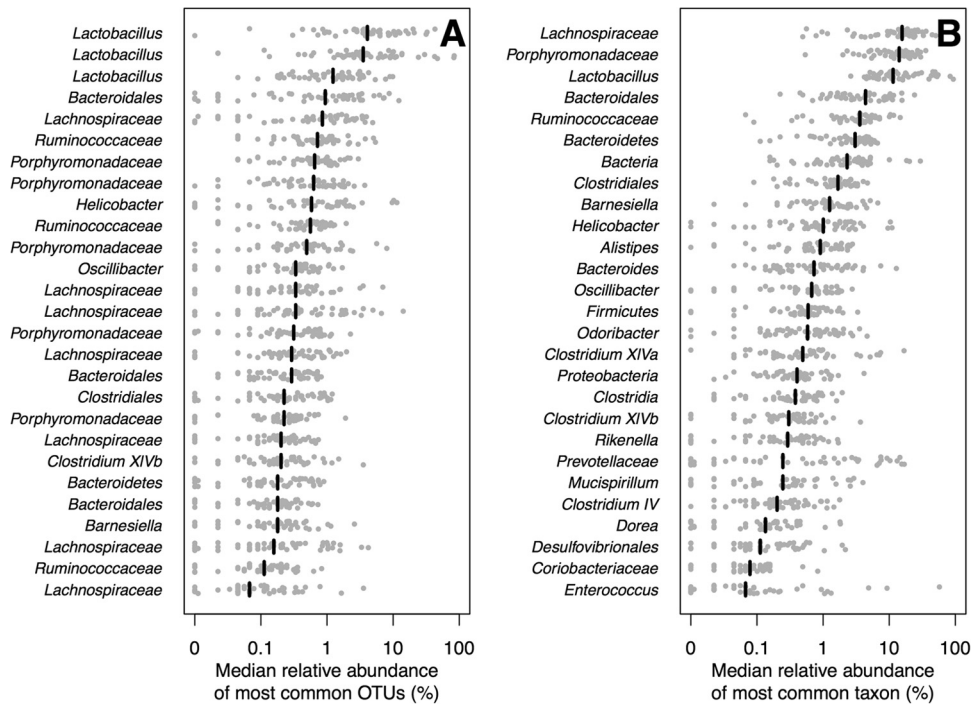 A
Lactobacillus
Lactobacillus
Lactobacillus
Bacteroidales
Lachnospiraceae
Ruminococcaceae
Porphyromonadaceae
Porphyromonadaceae
Helicobacter
Ruminococcaceae
Porphyromonadaceae
Oscillibacter
Lachnospiraceae
Lachnospiraceae
Porphyromonadaceae
Lachnospiraceae
Bacteroidales
Clostridiales
Porphyromonadaceae
Lachnospiraceae
Clostridium XIVb
Bacteroidetes
Bacteroidales
Barnesiella
Lachnospiraceae
Ruminococcaceae
Lachnospiraceae
0 0.1 1 10 100
Median relative abundance
of most common OTUs (%)
B
Lachnospiraceae
Porphyromonadaceae
Lactobacillus
Bacteroidales
Ruminococcaceae
Bacteroidetes
Bacteria
Clostridiales
Barnesiella
Helicobacter
Alistipes
Bacteroides
Oscillibacter
Firmicutes
Odoribacter
Clostridium XIVa
Proteobacteria
Clostridia
Clostridium XIVb
Rikenella
Prevotellaceae
Mucispirillum
Clostridium IV
Dorea
Desulfovibrionales
Coriobacteriaceae
Enterococcus
0 0.1 1 10 100
Median relative abundance
of most common taxon (%)